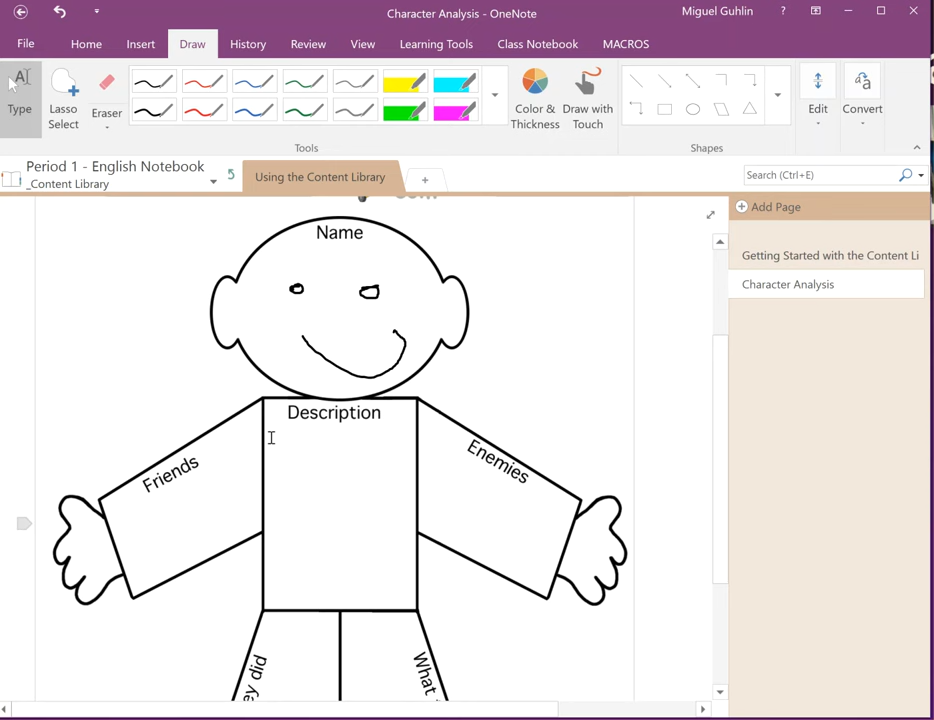 Character Analysis - OneNote
Miguel Guhlin
?
File
Home
Insert
Draw
History
Review
View
Learning Tools
Class Notebook
MACROS
Type
Lasso
Select
Eraser
Color &
Thickness
Draw with
Touch
Edit
Convert
Tools
Shapes
Period 1 - English Notebook
_Content Library
5
Using the Content Library
+
Search (Ctrl+E)
Add Page
Getting Started with the Content Li
Character Analysis
Name
Description
Friends
Enemies
ey did
What